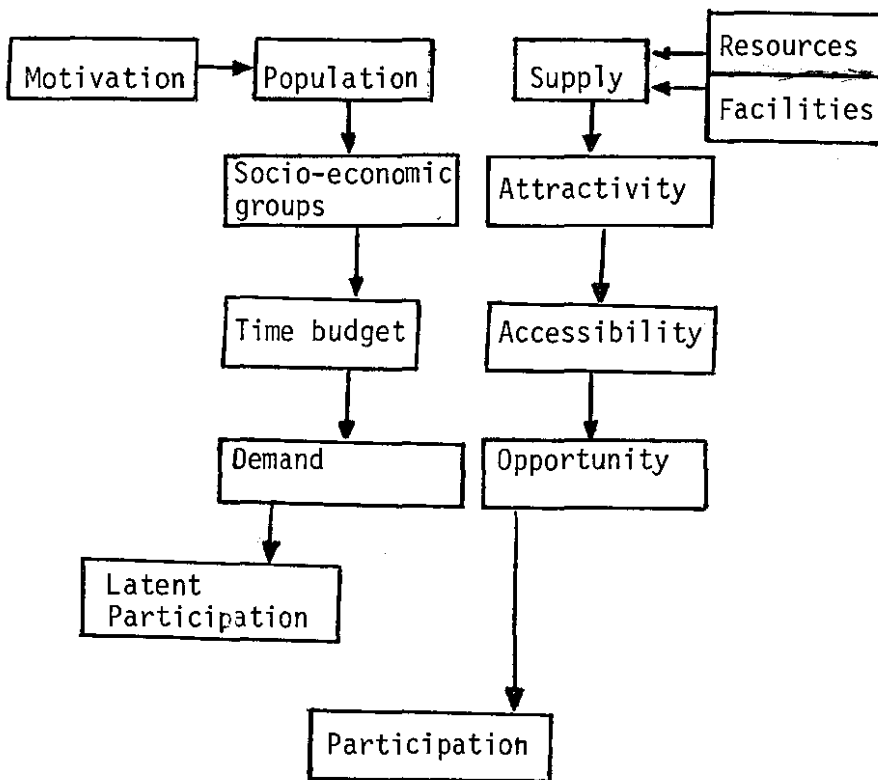 Motivation
Population
Supply
Resources
Facilities
Socio-economic
groups
Attractivity
Time budget
Accessibility
Demand
Opportunity
Latent
Participation
Participation